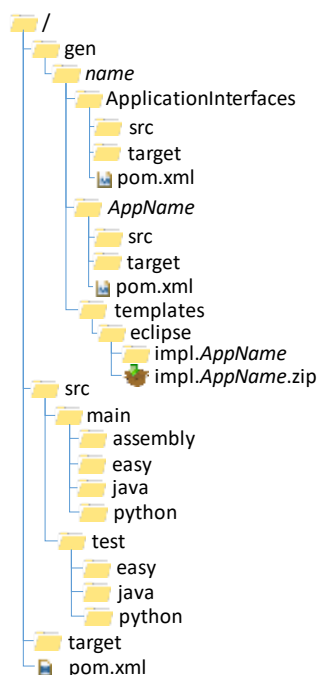 /
gen
name
ApplicationInterfaces
src
target
pom.xml
AppName
src
target
pom.xml
templates
eclipse
impl.AppName
impl.AppName.zip
src
main
assembly
easy
java
python
test
easy
java
python
target
pom.xml